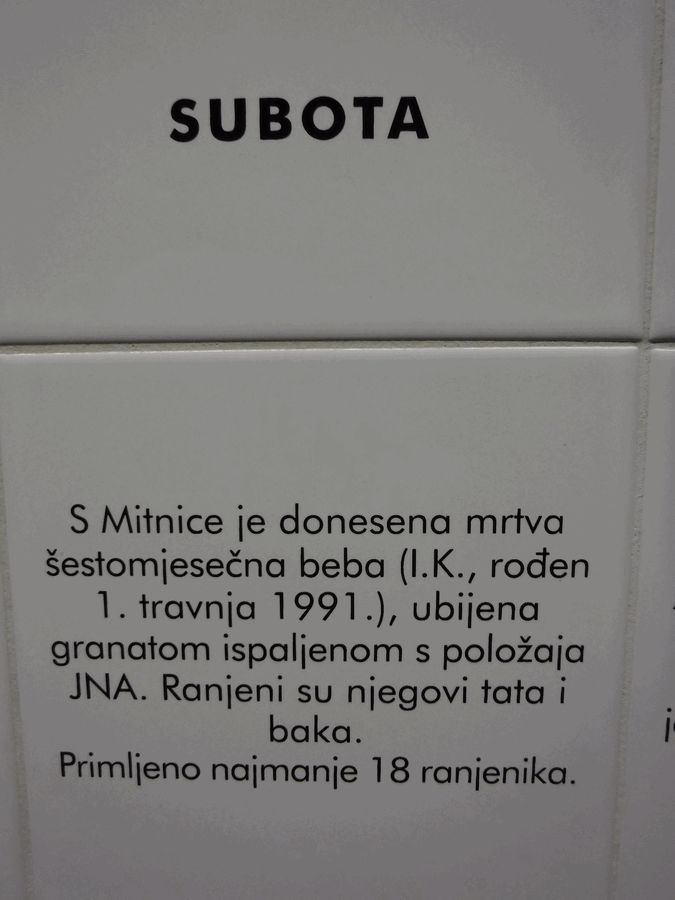 SUBOTA
S Mitnice je donesena mrtva
šestomjesečna beba (I.K., rođen
1. travnja 1991.), ubijena
granatom ispaljenom s položaja
JNA. Ranjeni su njegovi tata i
baka.
Primljeno najmanje 18 ranjenika.